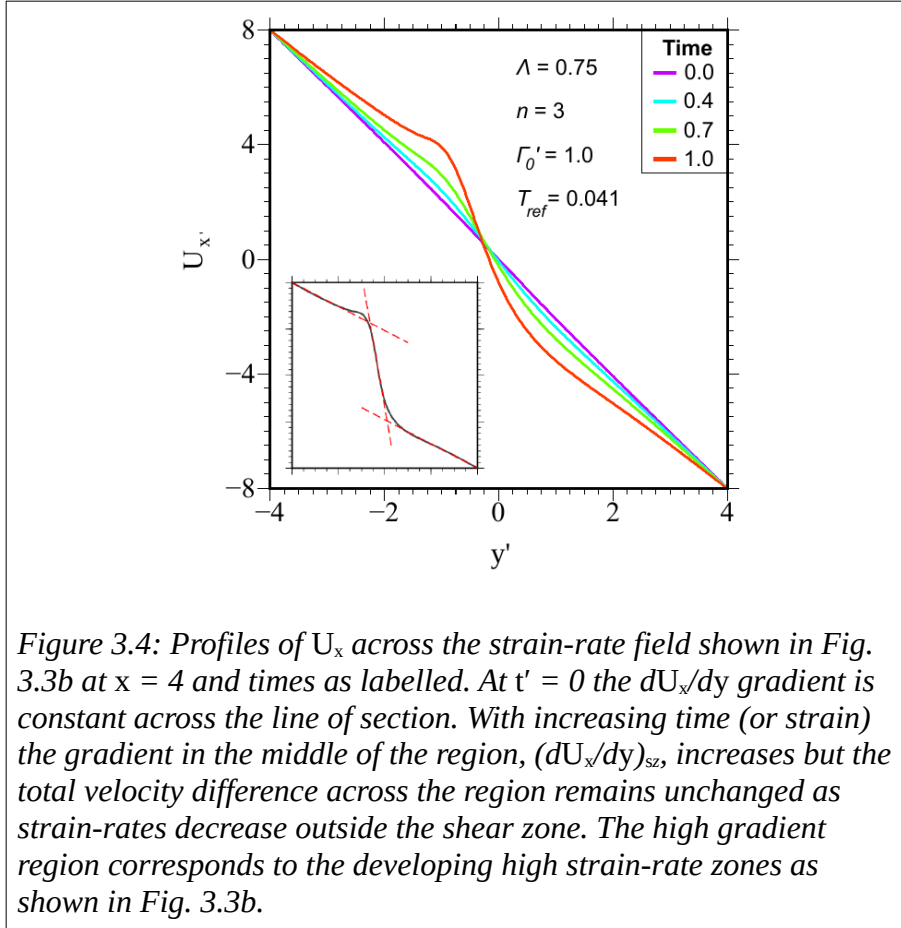 8
4
0
−4
−8
−4
−2
0
2
4
U_x'
y'
Λ = 0.75
n = 3
Γ₀' = 1.0
T_ref = 0.041
Time
0.0
0.4
0.7
1.0
Figure 3.4: Profiles of Uₓ across the strain-rate field shown in Fig.
3.3b at x = 4 and times as labelled. At t′ = 0 the dUₓ/dy gradient is
constant across the line of section. With increasing time (or strain)
the gradient in the middle of the region, (dUₓ/dy)_sz, increases but the
total velocity difference across the region remains unchanged as
strain-rates decrease outside the shear zone. The high gradient
region corresponds to the developing high strain-rate zones as
shown in Fig. 3.3b.